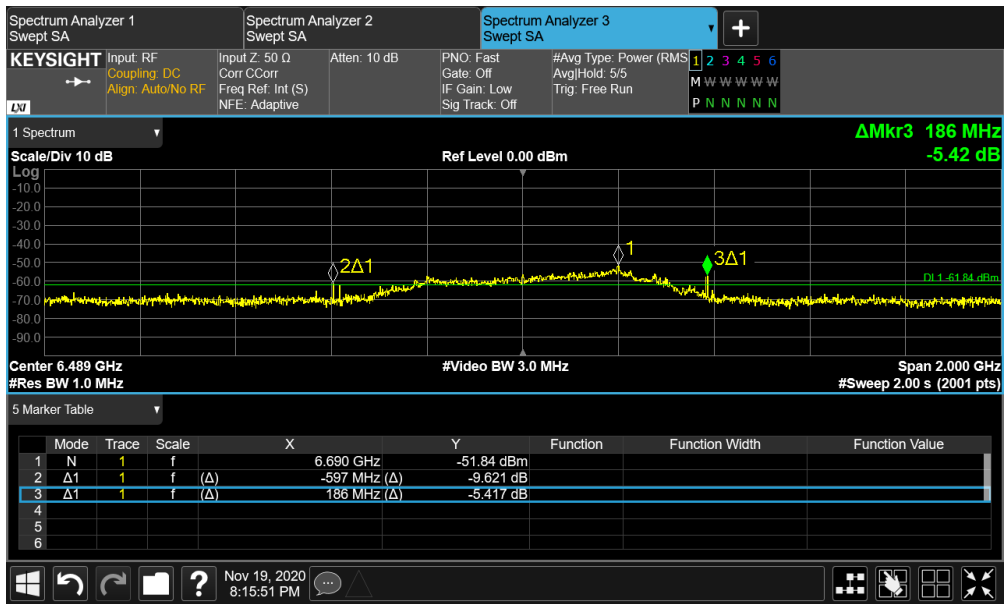 Spectrum Analyzer 1
Swept SA
Spectrum Analyzer 2
Swept SA
Spectrum Analyzer 3
Swept SA
KEYSIGHT
LXI
Input: RF
Coupling: DC
Align: Auto/No RF
Input Z: 50 Ω
Corr CCorr
Freq Ref: Int (S)
NFE: Adaptive
Atten: 10 dB
PNO: Fast
Gate: Off
IF Gain: Low
Sig Track: Off
#Avg Type: Power (RMS
Avg|Hold: 5/5
Trig: Free Run
1 2 3 4 5 6
M W W W W W
P N N N N N
1 Spectrum
ΔMkr3 186 MHz
-5.42 dB
Scale/Div 10 dB
Ref Level 0.00 dBm
Log
-10.0
-20.0
-30.0
-40.0
-50.0
-60.0
-70.0
-80.0
-90.0
2Δ1
1
3Δ1
DL1 -61.84 dBm
Center 6.489 GHz
#Video BW 3.0 MHz
Span 2.000 GHz
#Res BW 1.0 MHz
#Sweep 2.00 s (2001 pts)
5 Marker Table
Mode Trace Scale X Y Function Function Width Function Value
1 N 1 f 6.690 GHz -51.84 dBm
2 Δ1 1 f (Δ) -597 MHz (Δ) -9.621 dB
3 Δ1 1 f (Δ) 186 MHz (Δ) -5.417 dB
4
5
6
?
Nov 19, 2020
8:15:51 PM